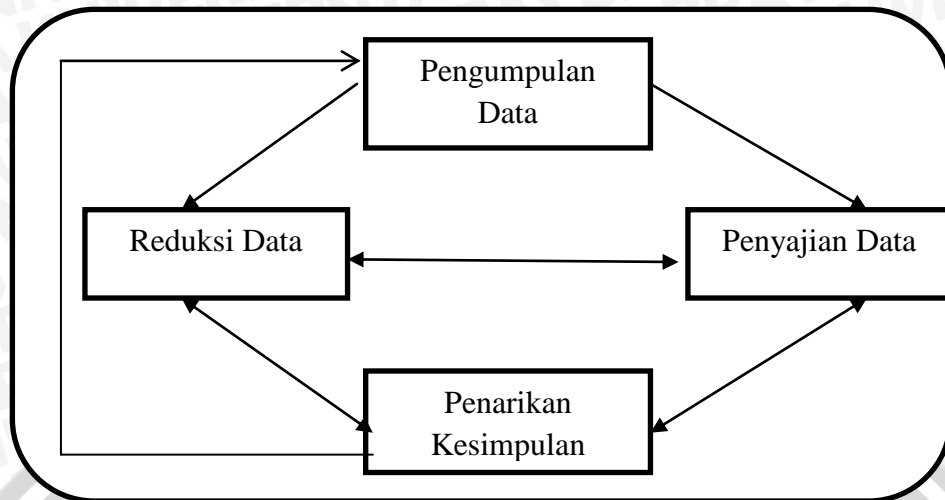 Pengumpulan
Data
Reduksi Data
Penyajian Data
Penarikan
Kesimpulan